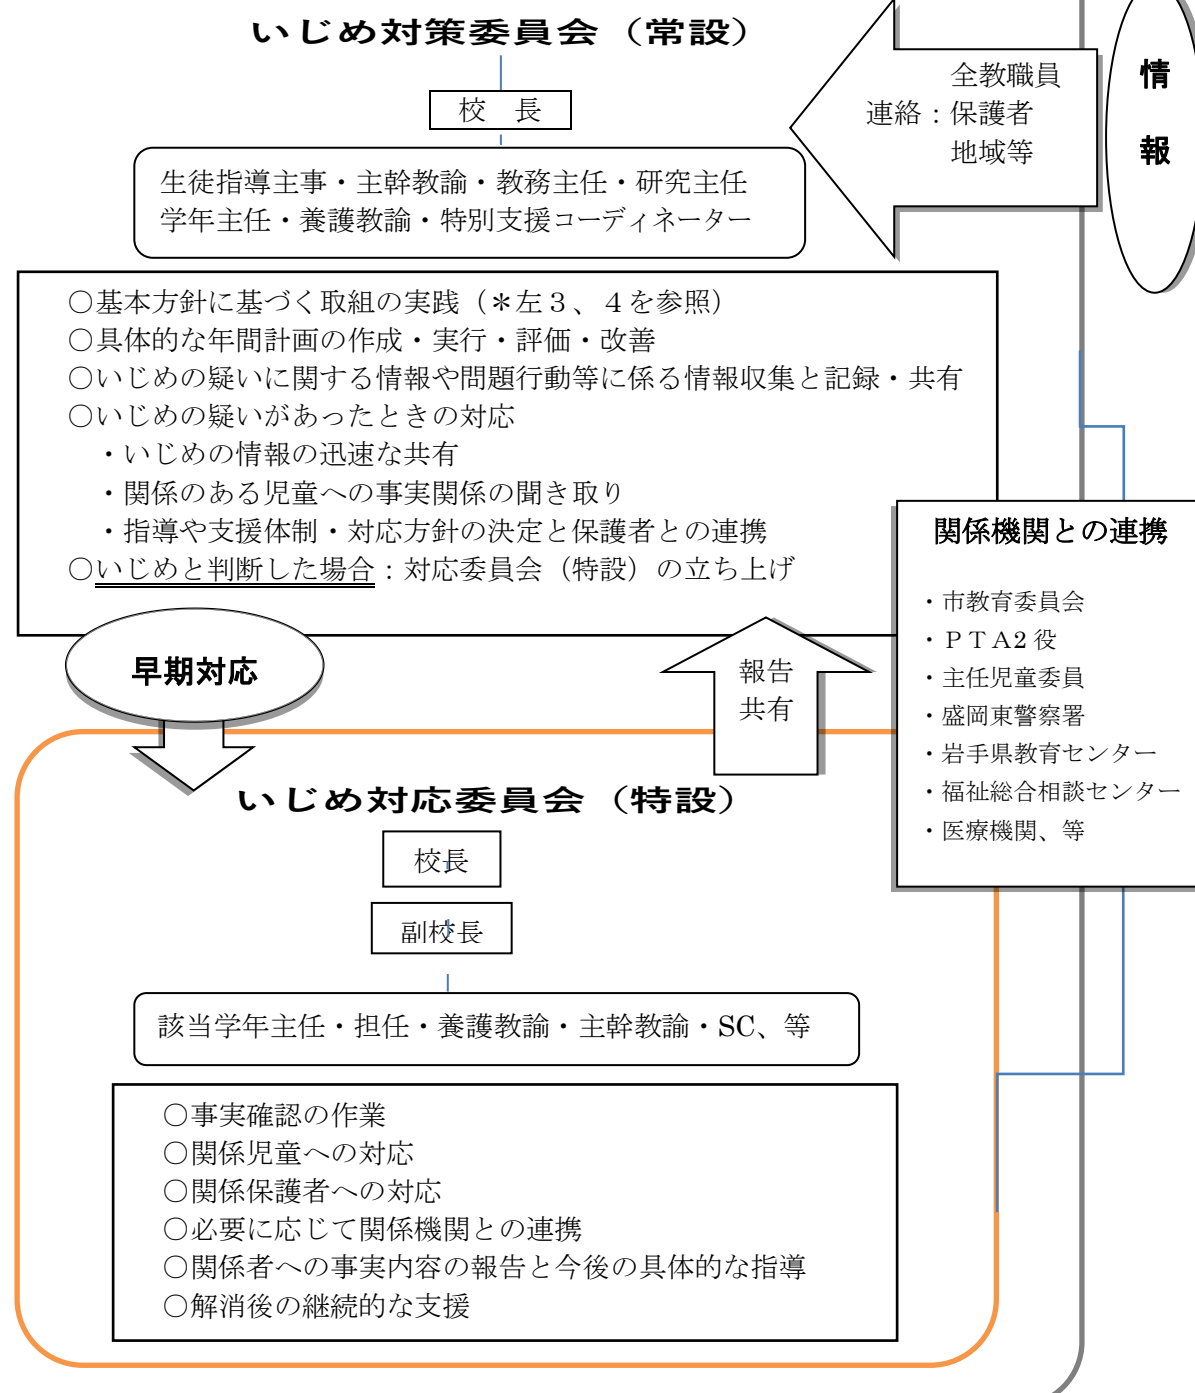 いじめ対策委員会（常設）
校　長
生徒指導主事・主幹教諭・教務主任・研究主任
学年主任・養護教諭・特別支援コーディネーター
全教職員
連絡：保護者
地域等
情
報
○基本方針に基づく取組の実践（＊左３、４を参照）
○具体的な年間計画の作成・実行・評価・改善
○いじめの疑いに関する情報や問題行動等に係る情報収集と記録・共有
○いじめの疑いがあったときの対応
・いじめの情報の迅速な共有
・関係のある児童への事実関係の聞き取り
・指導や支援体制・対応方針の決定と保護者との連携
○いじめと判断した場合：対応委員会（特設）の立ち上げ
関係機関との連携
・市教育委員会
・ＰＴＡ2 役
・主任児童委員
・盛岡東警察署
・岩手県教育センター
・福祉総合相談センター
・医療機関、等
早期対応
報告
共有
いじめ対応委員会（特設）
校長
副校長
該当学年主任・担任・養護教諭・主幹教諭・SC、等
○事実確認の作業
○関係児童への対応
○関係保護者への対応
○必要に応じて関係機関との連携
○関係者への事実内容の報告と今後の具体的な指導
○解消後の継続的な支援